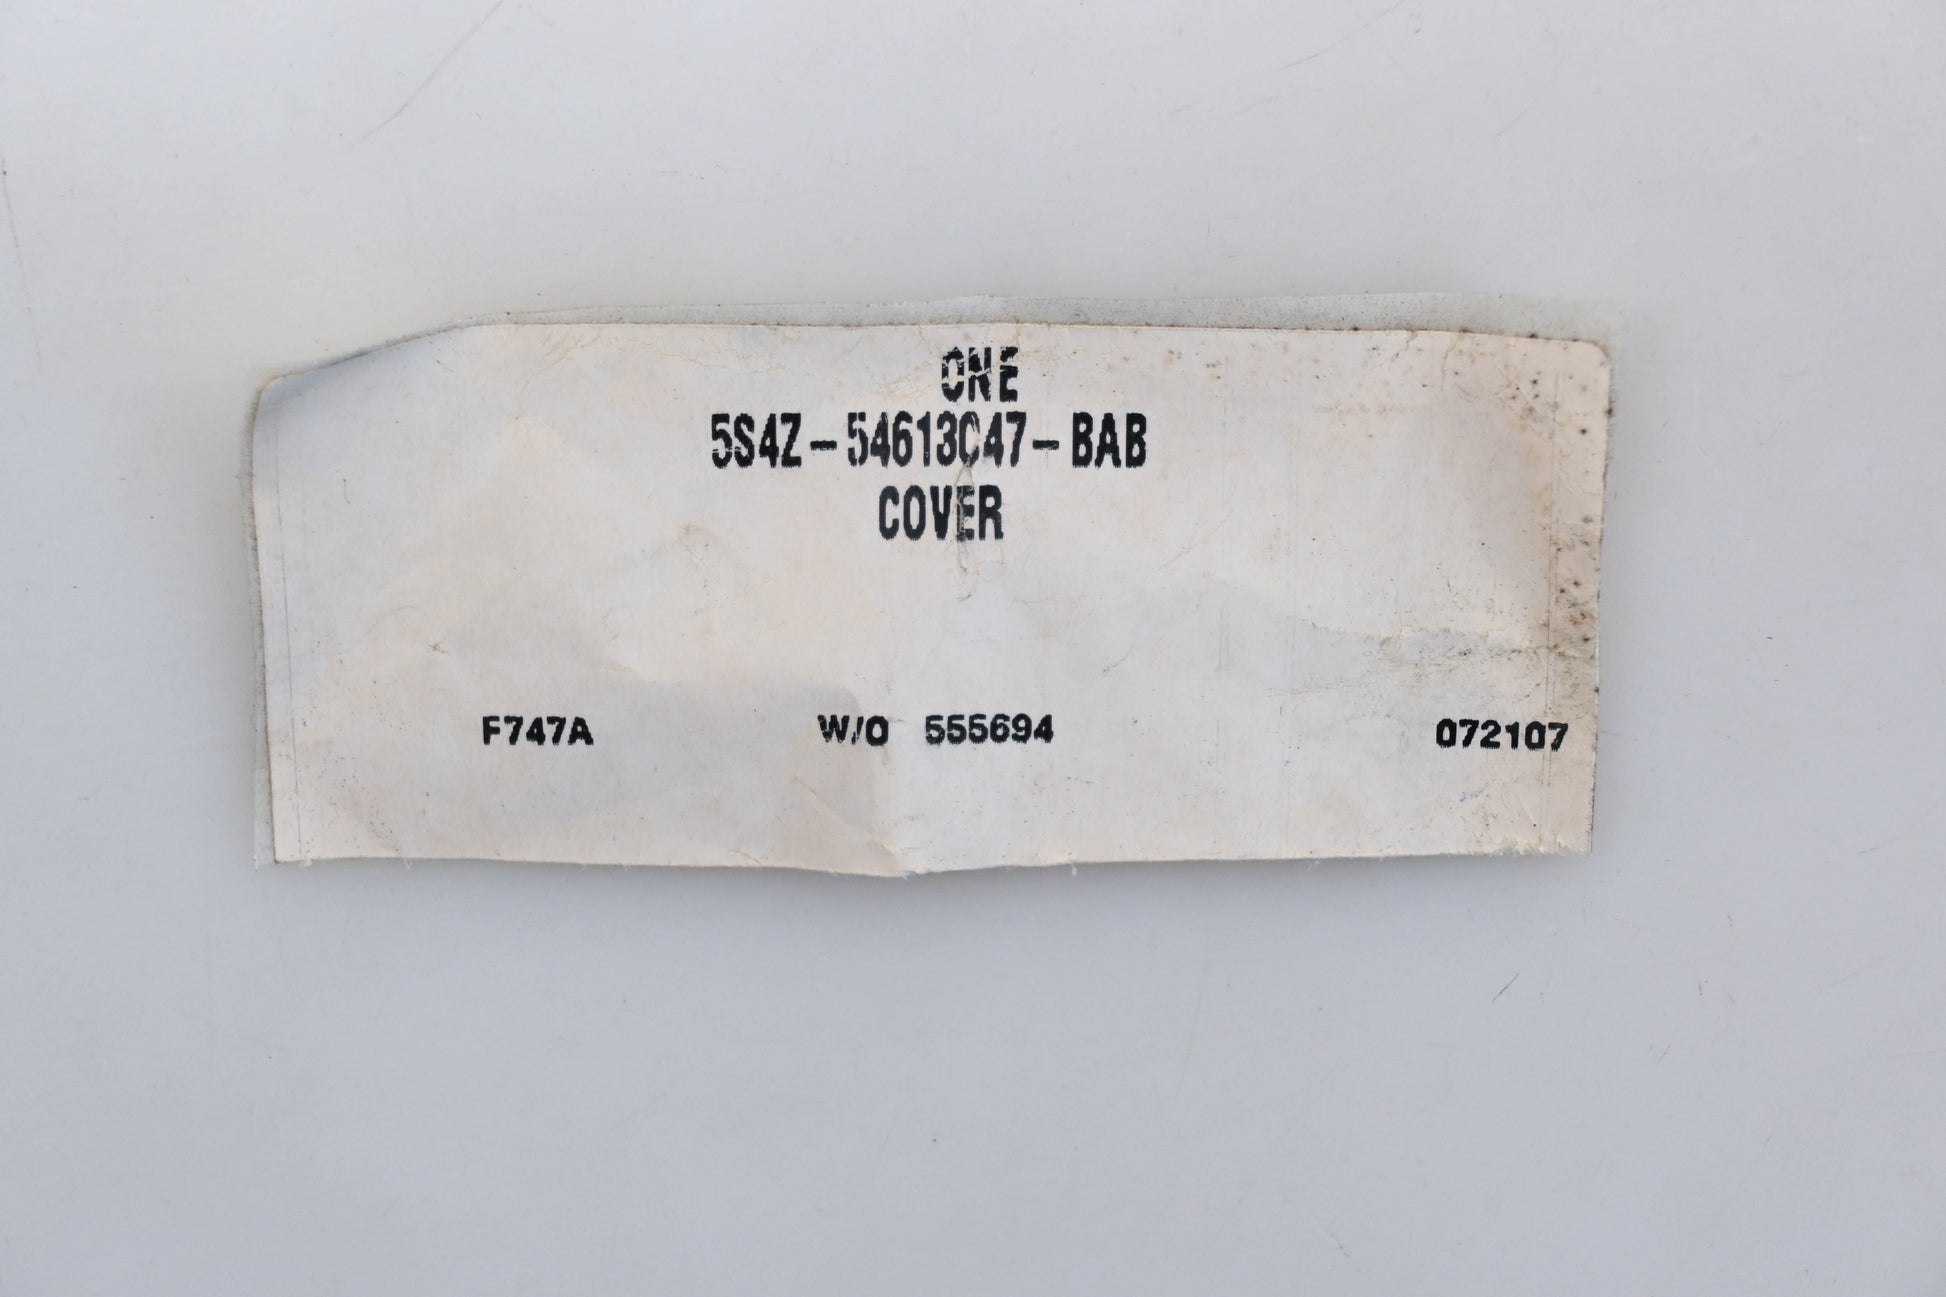 ONE
5S4Z-54613C47-BAB
COVER
F747A W/O 555694 072107